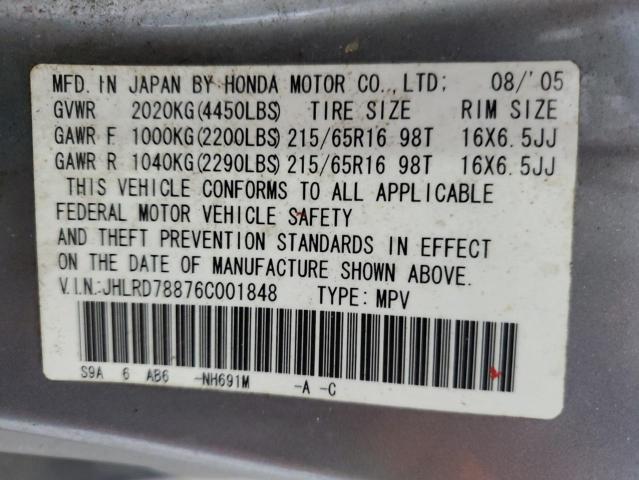 MFD. IN JAPAN BY HONDA MOTOR CO., LTD; 08/'05
GVWR 2020KG(4450LBS) TIRE SIZE RIM SIZE
GAWR F 1000KG(2200LBS) 215/65R16 98T 16X6.5JJ
GAWR R 1040KG(2290LBS) 215/65R16 98T 16X6.5JJ
THIS VEHICLE CONFORMS TO ALL APPLICABLE
FEDERAL MOTOR VEHICLE SAFETY
AND THEFT PREVENTION STANDARDS IN EFFECT
ON THE DATE OF MANUFACTURE SHOWN ABOVE.
V.I.N.:JHLRD78876C001848 TYPE: MPV
S9A 6 AB6 -NH691M -A -C